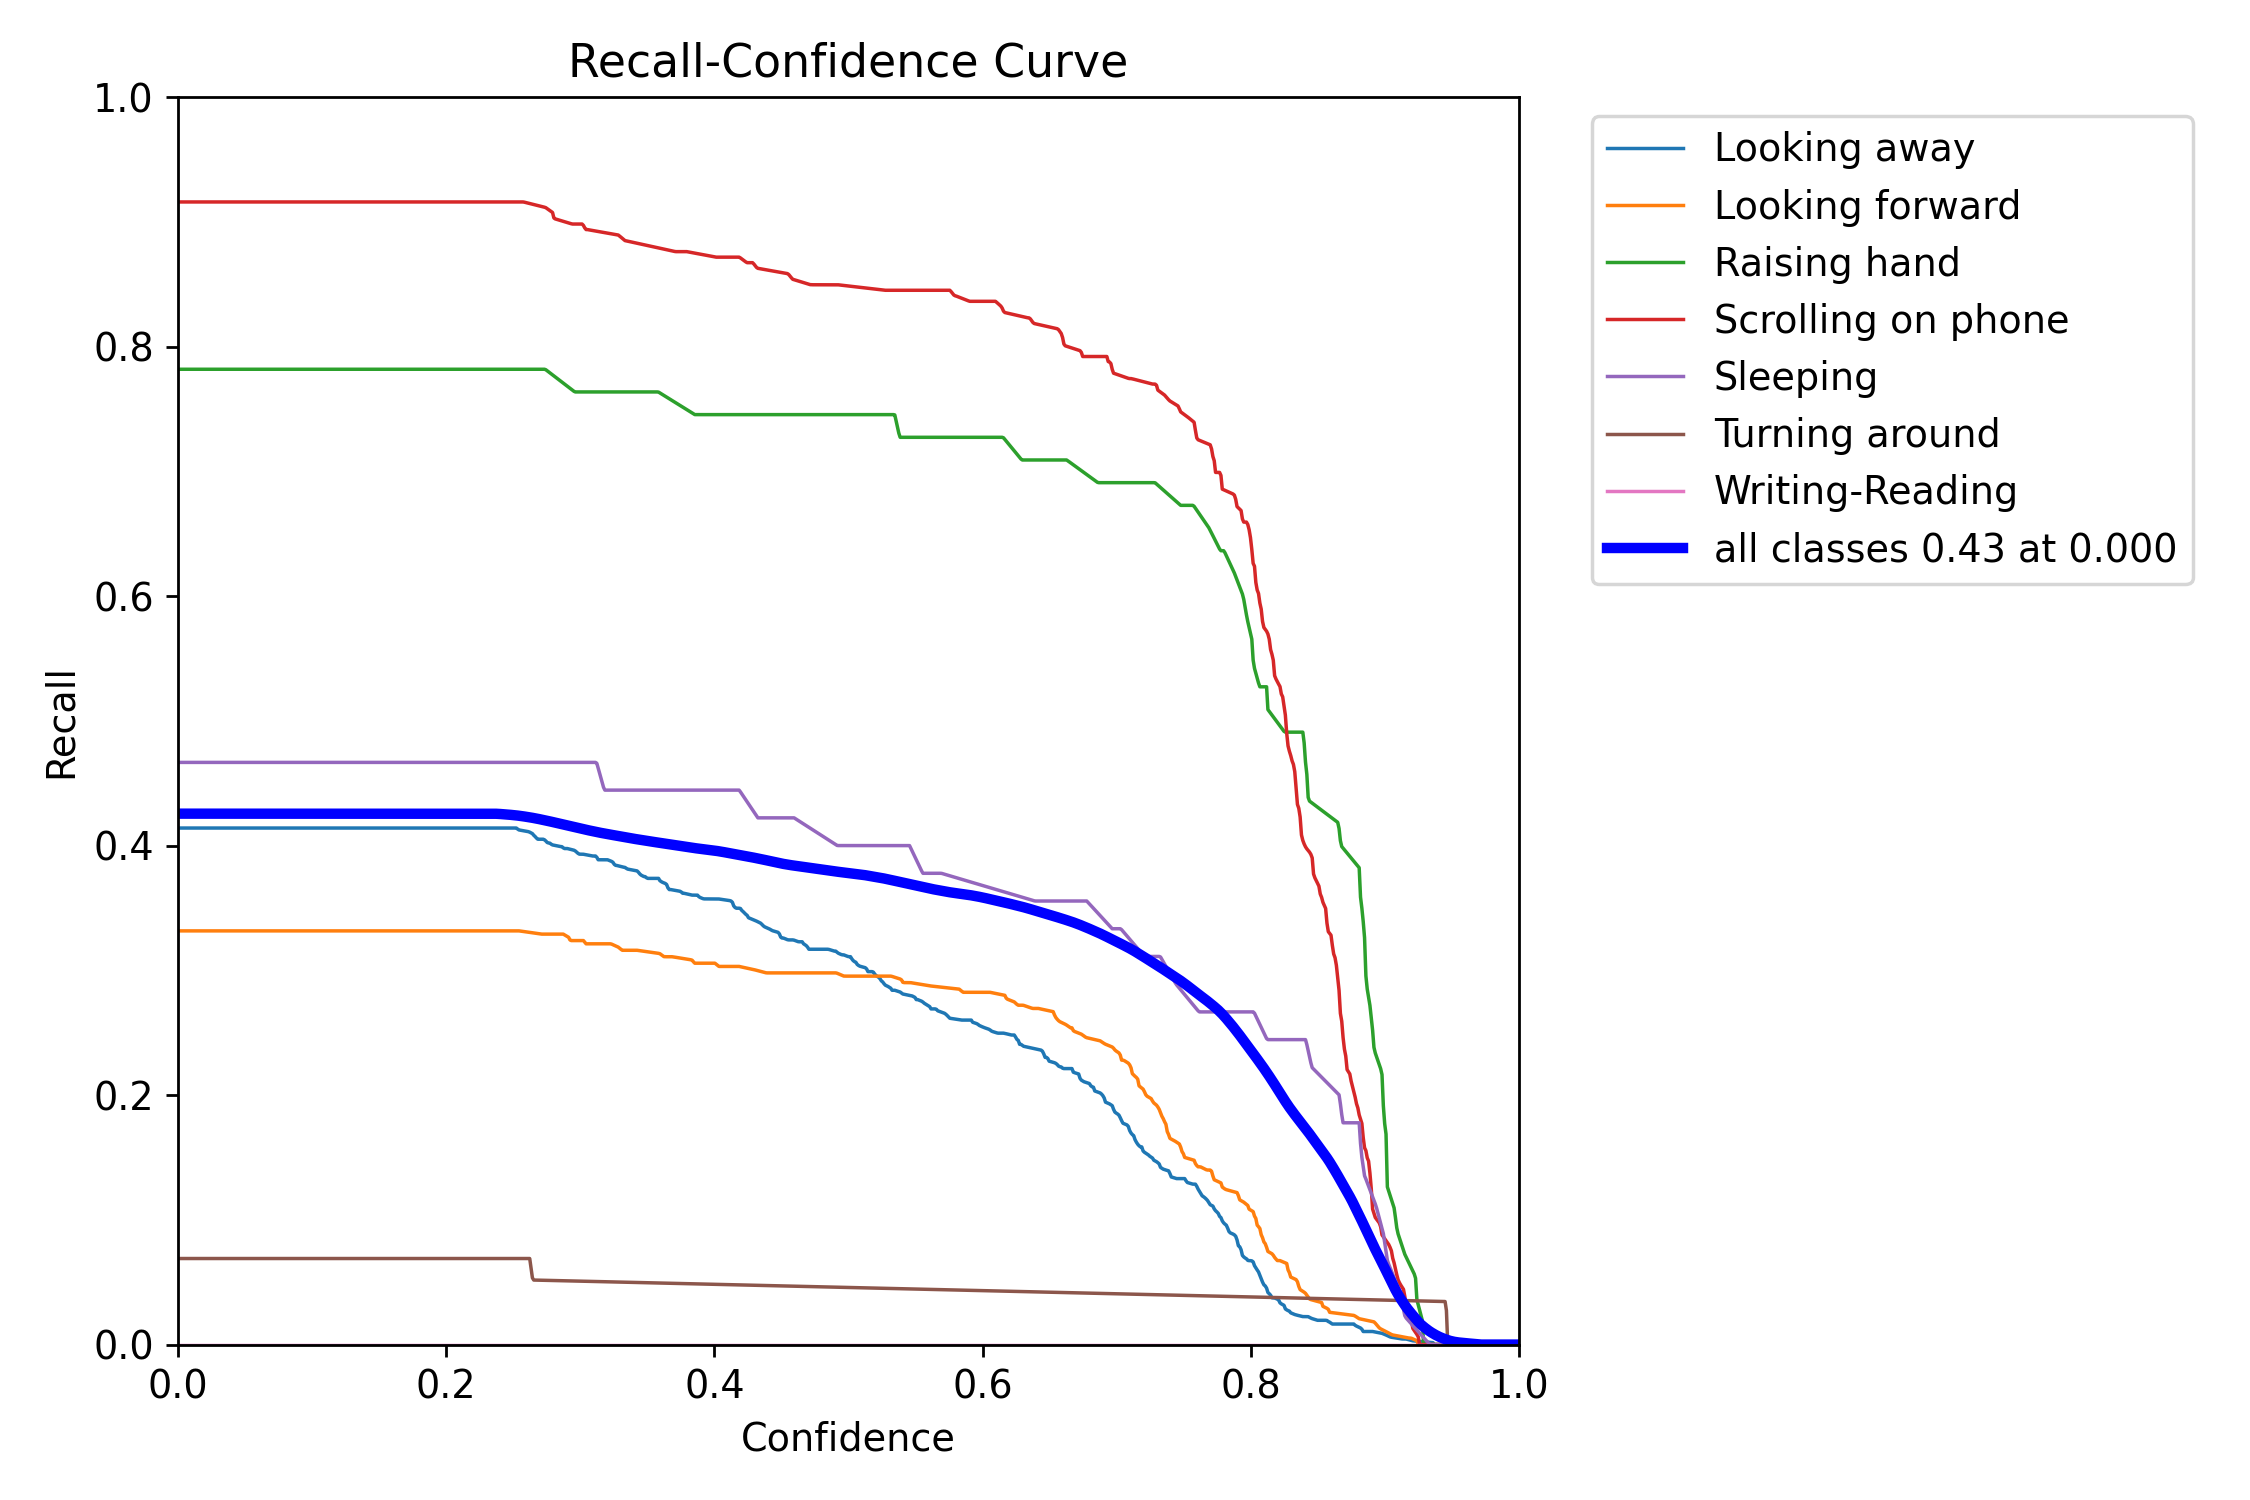 Recall-Confidence Curve
1.0
0.8
0.6
0.4
0.2
0.0
Recall
0.0 0.2 0.4 0.6 0.8 1.0
Confidence
Looking away
Looking forward
Raising hand
Scrolling on phone
Sleeping
Turning around
Writing-Reading
all classes 0.43 at 0.000